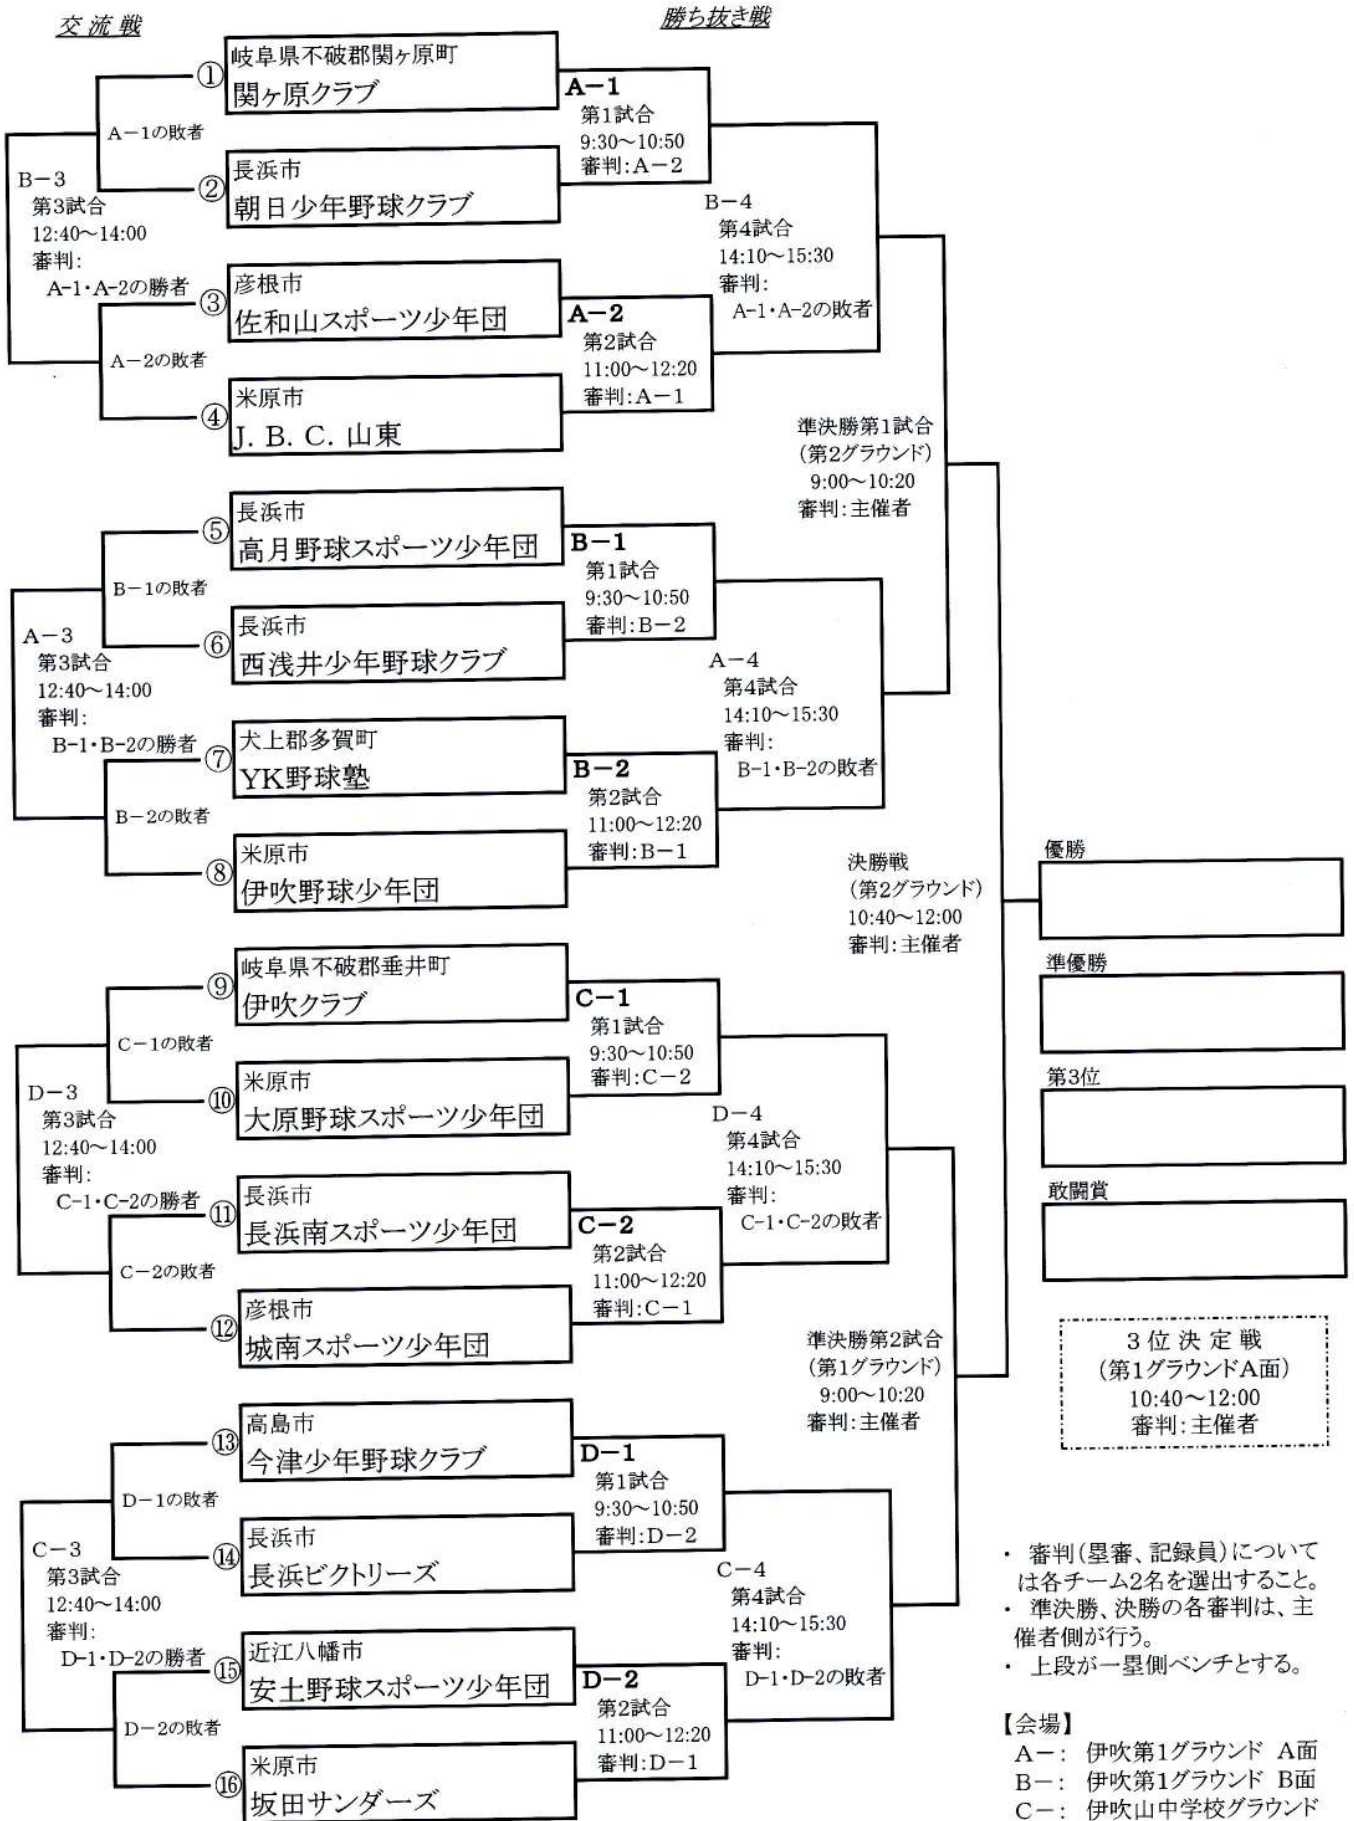 交流戦
勝ち抜き戦
①
岐阜県不破郡関ヶ原町
関ヶ原クラブ
A-1の敗者
②
長浜市
朝日少年野球クラブ
A-1
第1試合
9:30~10:50
審判:A-2
B-3
第3試合
12:40~14:00
審判:
A-1・A-2の勝者
③
彦根市
佐和山スポーツ少年団
A-2の敗者
④
米原市
J. B. C. 山東
A-2
第2試合
11:00~12:20
審判:A-1
B-4
第4試合
14:10~15:30
審判:
A-1・A-2の敗者
準決勝第1試合
(第2グラウンド)
9:00~10:20
審判:主催者
⑤
長浜市
高月野球スポーツ少年団
B-1の敗者
⑥
長浜市
西浅井少年野球クラブ
B-1
第1試合
9:30~10:50
審判:B-2
A-3
第3試合
12:40~14:00
審判:
B-1・B-2の勝者
⑦
犬上郡多賀町
YK野球塾
B-2の敗者
⑧
米原市
伊吹野球少年団
B-2
第2試合
11:00~12:20
審判:B-1
A-4
第4試合
14:10~15:30
審判:
B-1・B-2の敗者
決勝戦
(第2グラウンド)
10:40~12:00
審判:主催者
優勝
準優勝
第3位
敢闘賞
⑨
岐阜県不破郡垂井町
伊吹クラブ
C-1の敗者
⑩
米原市
大原野球スポーツ少年団
C-1
第1試合
9:30~10:50
審判:C-2
D-3
第3試合
12:40~14:00
審判:
C-1・C-2の勝者
⑪
長浜市
長浜南スポーツ少年団
C-2の敗者
⑫
彦根市
城南スポーツ少年団
C-2
第2試合
11:00~12:20
審判:C-1
D-4
第4試合
14:10~15:30
審判:
C-1・C-2の敗者
準決勝第2試合
(第1グラウンド)
9:00~10:20
審判:主催者
3位決定戦
(第1グラウンドA面)
10:40~12:00
審判:主催者
⑬
高島市
今津少年野球クラブ
D-1の敗者
⑭
長浜市
長浜ビクトリーズ
D-1
第1試合
9:30~10:50
審判:D-2
C-3
第3試合
12:40~14:00
審判:
D-1・D-2の勝者
⑮
近江八幡市
安土野球スポーツ少年団
D-2の敗者
⑯
米原市
坂田サンダーズ
D-2
第2試合
11:00~12:20
審判:D-1
C-4
第4試合
14:10~15:30
審判:
D-1・D-2の敗者
・ 審判(塁審、記録員)について
は各チーム2名を選出すること。
・ 準決勝、決勝の各審判は、主
催者側が行う。
・ 上段が一塁側ベンチとする。
【会場】
A-: 伊吹第1グラウンド A面
B-: 伊吹第1グラウンド B面
C-: 伊吹山中学校グラウンド